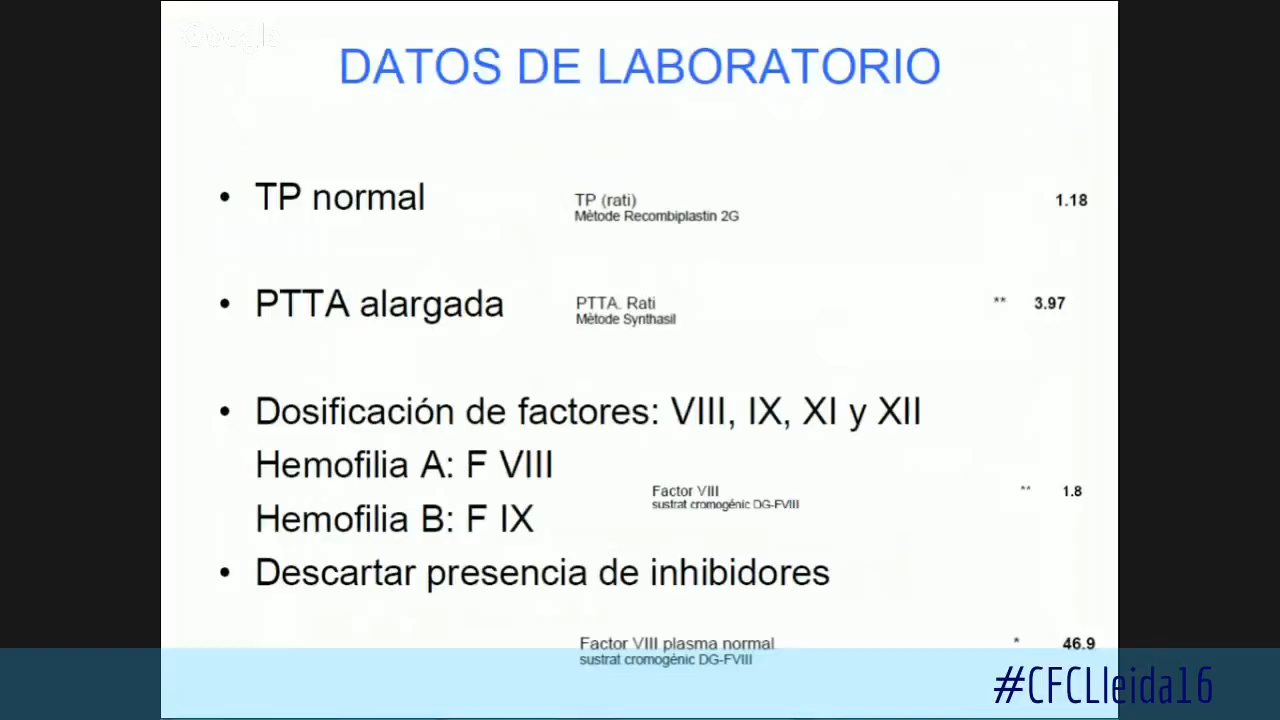 Google
DATOS DE LABORATORIO
• TP normal
TP (rati) 1.18
Mètode Recombiplastin 2G
• PTTA alargada
PTTA. Rati ** 3.97
Mètode Synthasil
• Dosificación de factores: VIII, IX, XI y XII
Hemofilia A: F VIII
Factor VIII ** 1.8
sustrat cromogènic DG-FVIII
Hemofilia B: F IX
• Descartar presencia de inhibidores
Factor VIII plasma normal * 46.9
sustrat cromogènic DG-FVIII
#CFCLleida16